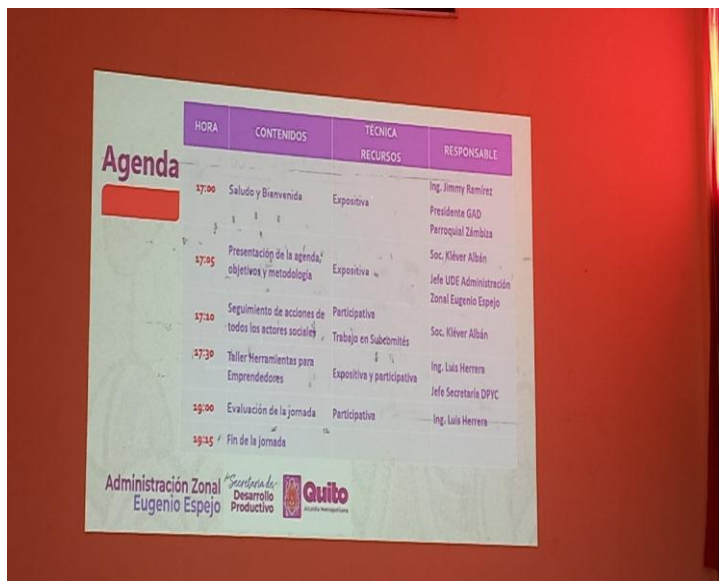 Agenda
HORA CONTENIDOS TÉCNICA RECURSOS RESPONSABLE
17:00 Saludo y Bienvenida Expositiva Ing. Jimmy Ramírez
Presidente GAD
Parroquial Zámbiza
17:05 Presentación de la agenda, Expositiva Soc. Kléver Albán
objetivos y metodología Jefe UDE Administración
Zonal Eugenio Espejo
17:10 Seguimiento de acciones de Participativa Soc. Kléver Albán
todos los actores sociales Trabajo en Subcomités
17:30 Taller Herramientas para Expositiva y participativa Ing. Luis Herrera
Emprendedores Jefe Secretaría DPYC
19:00 Evaluación de la jornada Participativa Ing. Luis Herrera
19:15 Fin de la jornada
Administración Zonal
Eugenio Espejo
Secretaría de
Desarrollo
Productivo
Quito
Alcaldía Metropolitana